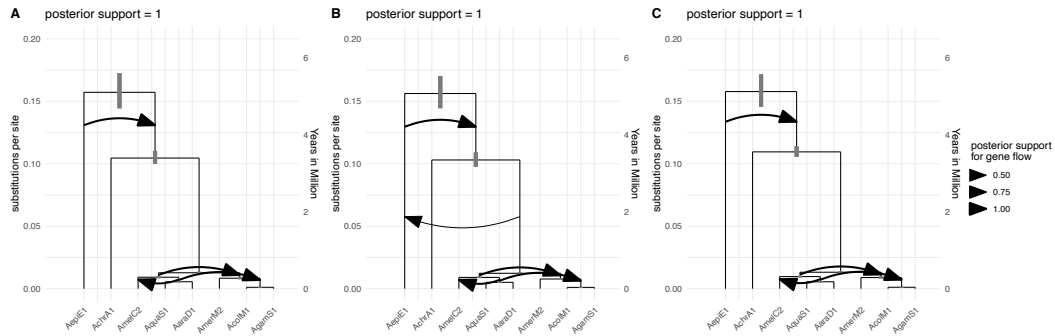 A
posterior support = 1
substitutions per site
0.20
0.15
0.10
0.05
0.00
6
4
2
0
Years in Million
AepiE1
AchrA1
AmelC2
AquaS1
AaraD1
AmerM2
AcolM1
AgamS1
B
posterior support = 1
substitutions per site
0.20
0.15
0.10
0.05
0.00
6
4
2
0
Years in Million
AepiE1
AchrA1
AmelC2
AquaS1
AaraD1
AmerM2
AcolM1
AgamS1
C
posterior support = 1
substitutions per site
0.20
0.15
0.10
0.05
0.00
6
4
2
0
Years in Million
AepiE1
AchrA1
AmelC2
AquaS1
AaraD1
AmerM2
AcolM1
AgamS1
posterior support
for gene flow
0.50
0.75
1.00